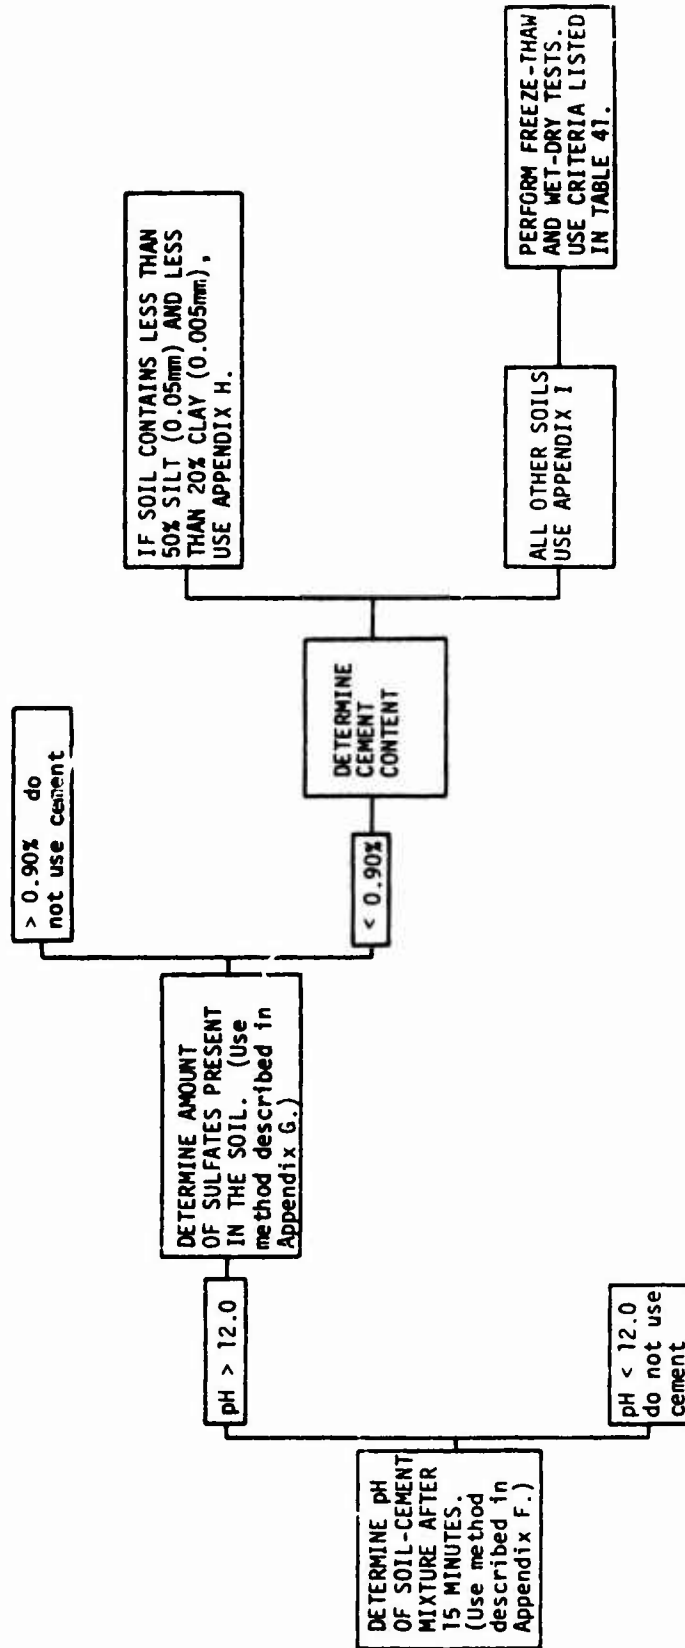 DETERMINE pH
OF SOIL-CEMENT
MIXTURE AFTER
15 MINUTES.
(Use method
described in
Appendix F.)
pH > 12.0
pH < 12.0
do not use
cement
DETERMINE AMOUNT
OF SULFATES PRESENT
IN THE SOIL. (Use
method described in
Appendix G.)
> 0.90% do
not use cement
< 0.90%
DETERMINE
CEMENT
CONTENT
IF SOIL CONTAINS LESS THAN
50% SILT (0.05mm) AND LESS
THAN 20% CLAY (0.005mm),
USE APPENDIX H.
ALL OTHER SOILS
USE APPENDIX I
PERFORM FREEZE-THAW
AND WET-DRY TESTS.
USE CRITERIA LISTED
IN TABLE 41.